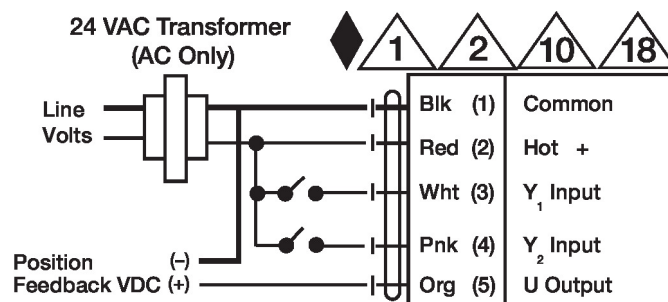 24 VAC Transformer
(AC Only)
1 2 10 18
Line
Volts
Blk (1) Common
Red (2) Hot +
Wht (3) Y1 Input
Pnk (4) Y2 Input
Position (-)
Feedback VDC (+)
Org (5) U Output